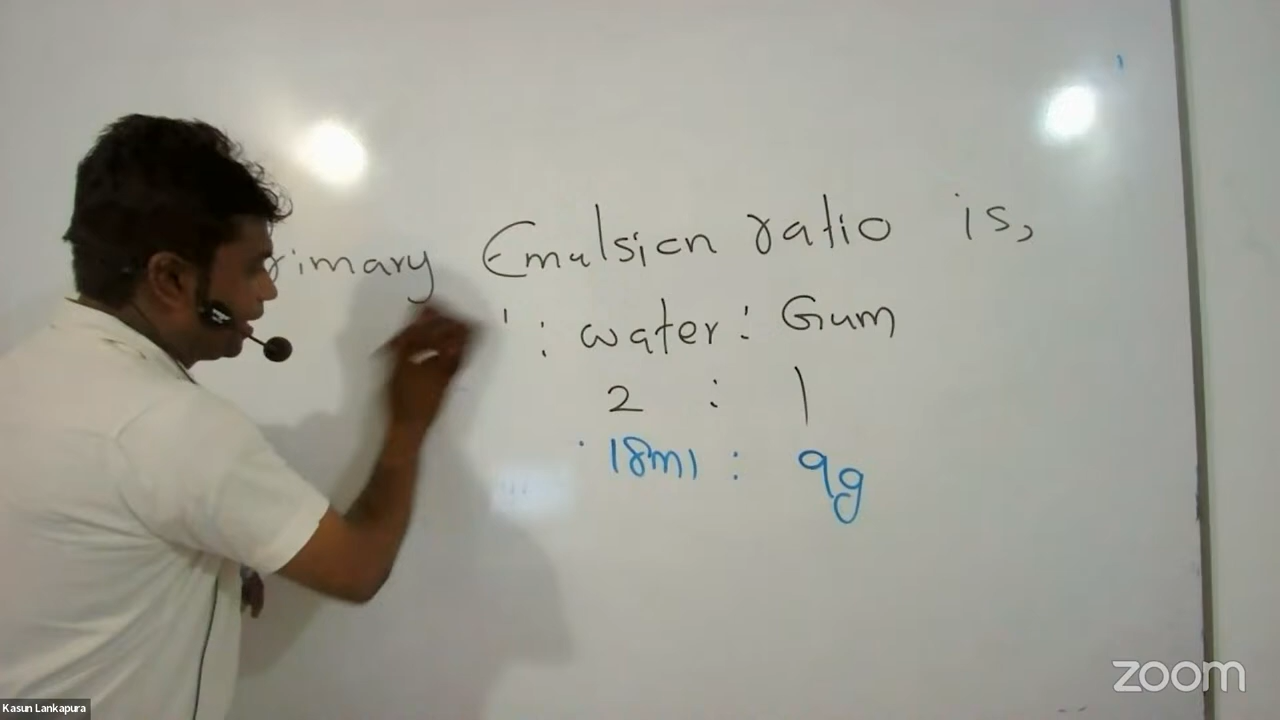 rimary Emulsion ratio is,
: water : Gum
2 : 1
18ml : 9g
zoom
Kasun Lankapura